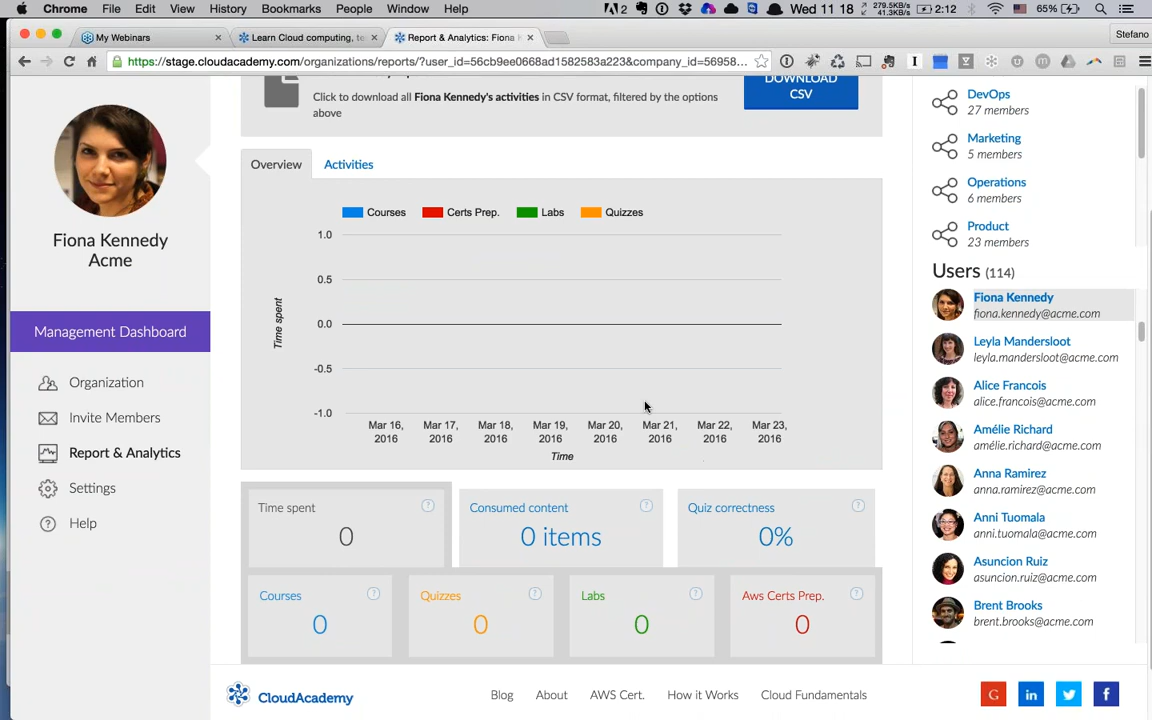 Chrome File Edit View History Bookmarks People Window Help
2 279.5KB/s 41.3KB/s Wed 11 18 2:12 65%
My Webinars
Learn Cloud computing, te
Report & Analytics: Fiona K
Stefano
https://stage.cloudacademy.com/organizations/reports/?user_id=56cb9ee0668ad1582583a223&company_id=56958...
Click to download all Fiona Kennedy's activities in CSV format, filtered by the options
above
DOWNLOAD
CSV
Fiona Kennedy
Acme
Management Dashboard
Organization
Invite Members
Report & Analytics
Settings
Help
Overview
Activities
Courses
Certs Prep.
Labs
Quizzes
Time spent
1.0
0.5
0.0
-0.5
-1.0
Mar 16, 2016
Mar 17, 2016
Mar 18, 2016
Mar 19, 2016
Mar 20, 2016
Mar 21, 2016
Mar 22, 2016
Mar 23, 2016
Time
Time spent ?
0
Consumed content ?
0 items
Quiz correctness ?
0%
Courses ?
0
Quizzes ?
0
Labs ?
0
Aws Certs Prep. ?
0
DevOps
27 members
Marketing
5 members
Operations
6 members
Product
23 members
Users (114)
Fiona Kennedy
fiona.kennedy@acme.com
Leyla Mandersloot
leyla.mandersloot@acme.com
Alice Francois
alice.francois@acme.com
Amélie Richard
amélie.richard@acme.com
Anna Ramirez
anna.ramirez@acme.com
Anni Tuomala
anni.tuomala@acme.com
Asuncion Ruiz
asuncion.ruiz@acme.com
Brent Brooks
brent.brooks@acme.com
CloudAcademy
Blog
About
AWS Cert.
How it Works
Cloud Fundamentals